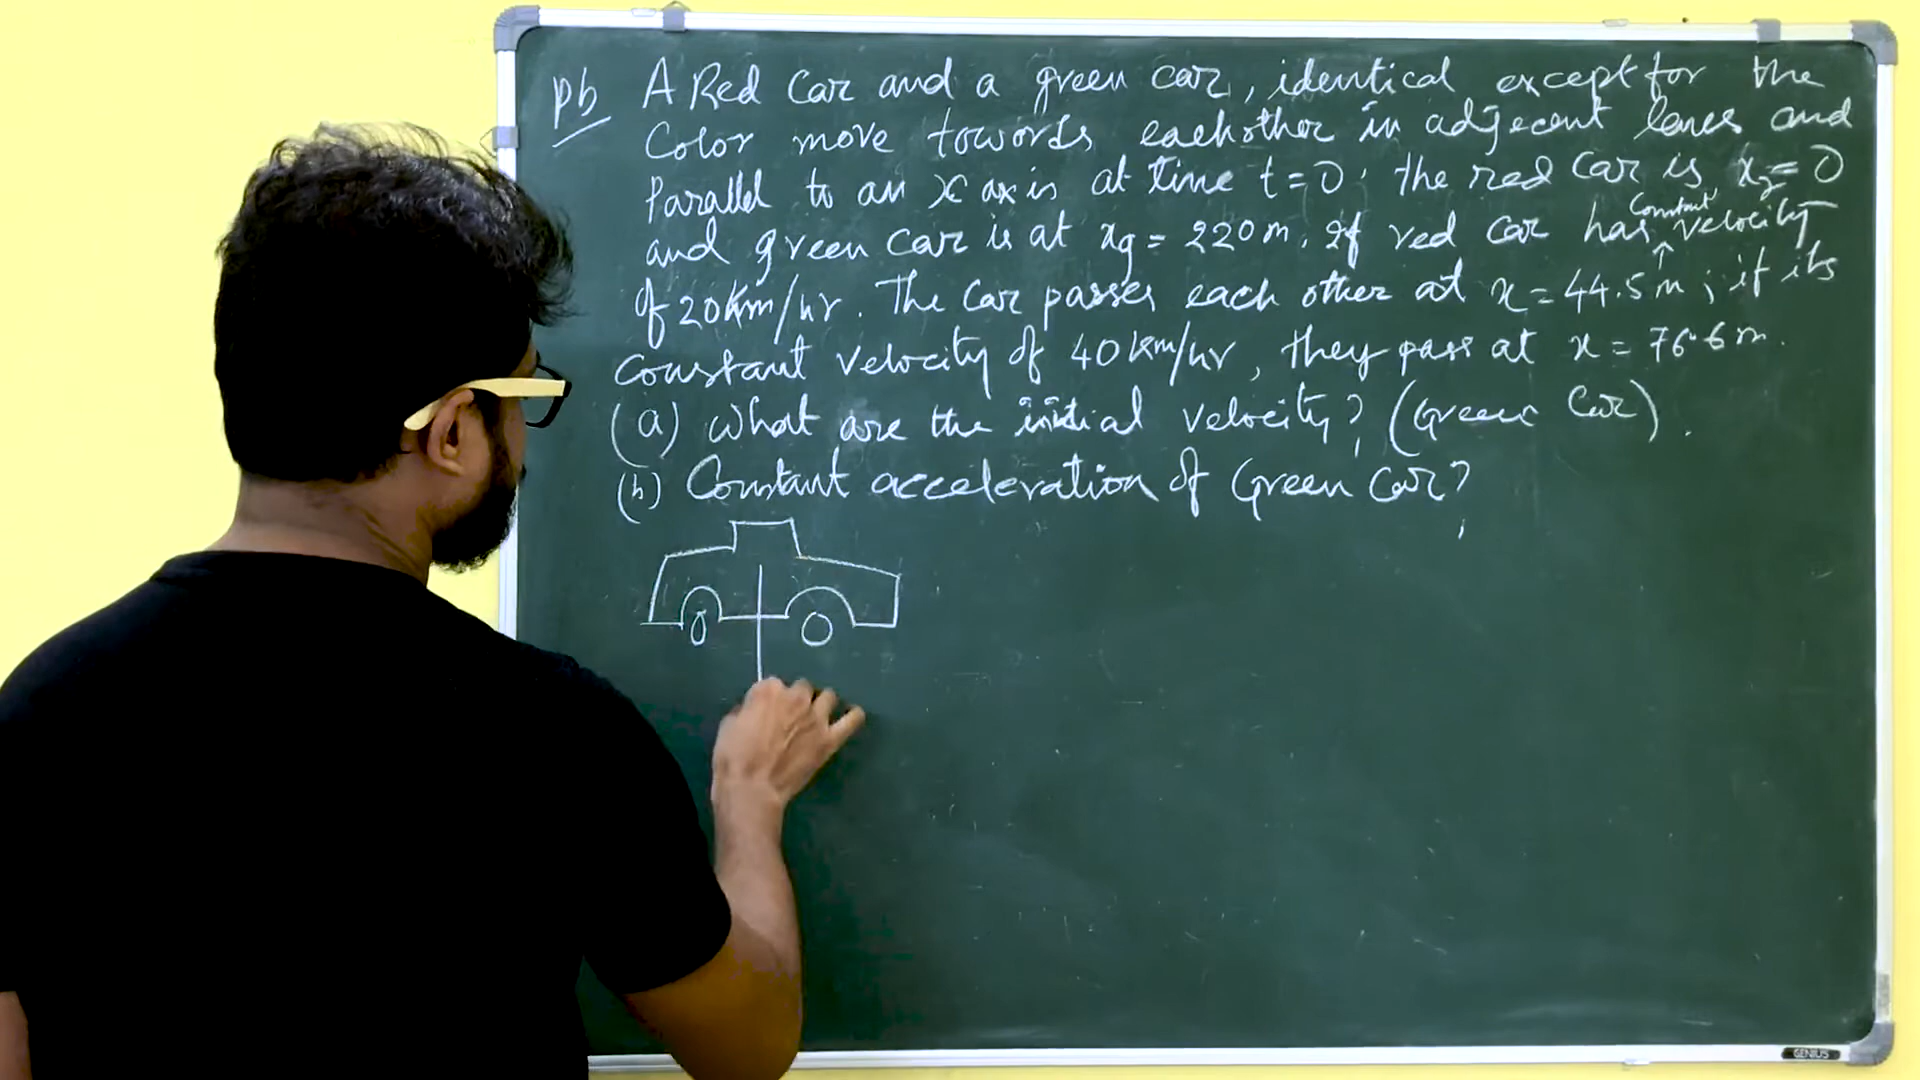 Pb A Red Car and a green car, identical except for the
Color move towords eachother in adjecent lanes and
Parallel to an x axis at time t=0. the red car is xr=0
and green car is at xg = 220m. If red car has constant velocity
of 20km/hr. The Car passes each other at x = 44.5m; if its
constant velocity of 40km/hr, they pass at x = 76.6m.
(a) What are the initial velocity? (Green Car).
(b) Constant acceleration of Green Car?
GENIUS